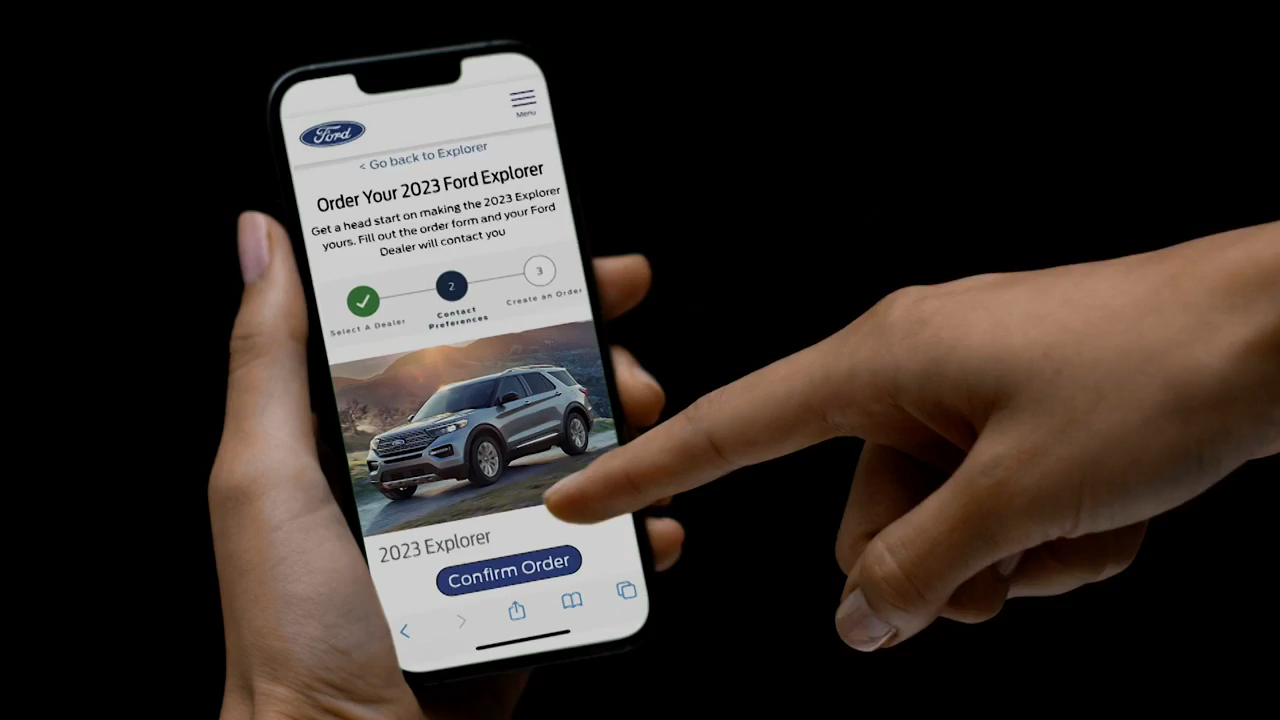 Ford
Menu
< Go back to Explorer
Order Your 2023 Ford Explorer
Get a head start on making the 2023 Explorer
yours. Fill out the order form and your Ford
Dealer will contact you
2
3
Select A Dealer
Contact
Preferences
Create an Order
2023 Explorer
Confirm Order